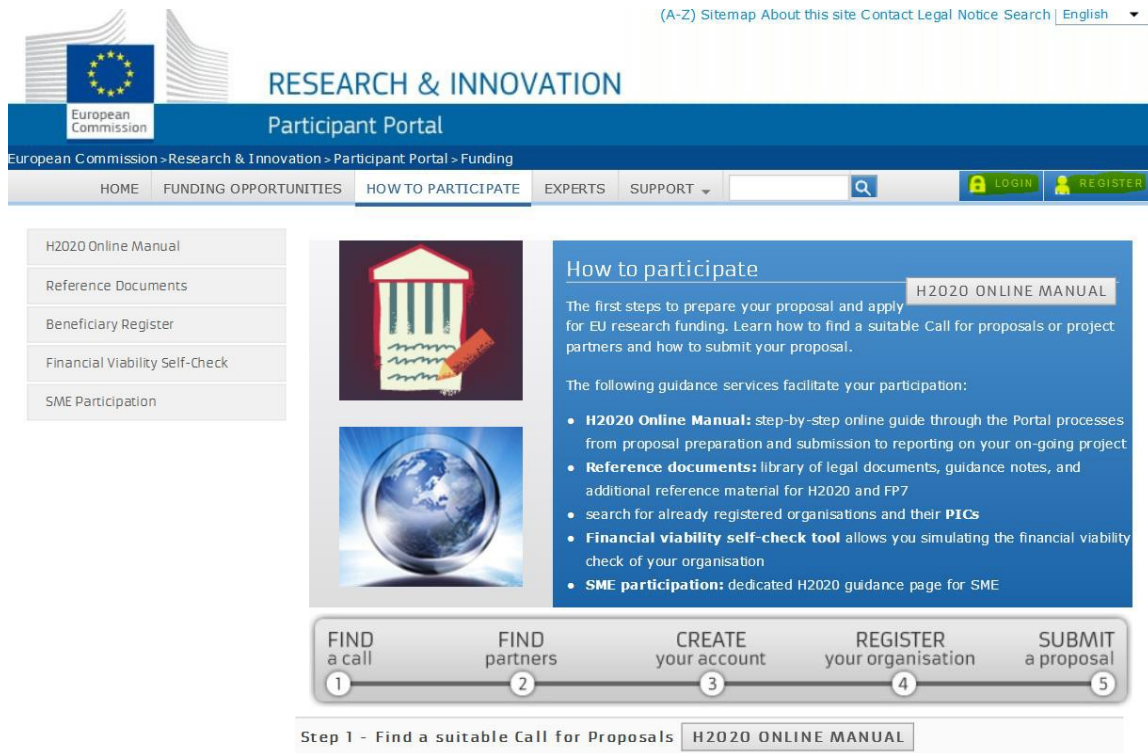 (A-Z) Sitemap About this site Contact Legal Notice Search English
European
Commission
RESEARCH & INNOVATION
Participant Portal
European Commission > Research & Innovation > Participant Portal > Funding
HOME FUNDING OPPORTUNITIES HOW TO PARTICIPATE EXPERTS SUPPORT LOGIN REGISTER
H2020 Online Manual
Reference Documents
Beneficiary Register
Financial Viability Self-Check
SME Participation
How to participate
H2020 ONLINE MANUAL
The first steps to prepare your proposal and apply
for EU research funding. Learn how to find a suitable Call for proposals or project
partners and how to submit your proposal.
The following guidance services facilitate your participation:
• H2020 Online Manual: step-by-step online guide through the Portal processes
from proposal preparation and submission to reporting on your on-going project
• Reference documents: library of legal documents, guidance notes, and
additional reference material for H2020 and FP7
• search for already registered organisations and their PICs
• Financial viability self-check tool allows you simulating the financial viability
check of your organisation
• SME participation: dedicated H2020 guidance page for SME
FIND FIND CREATE REGISTER SUBMIT
a call partners your account your organisation a proposal
1 2 3 4 5
Step 1 - Find a suitable Call for Proposals H2020 ONLINE MANUAL